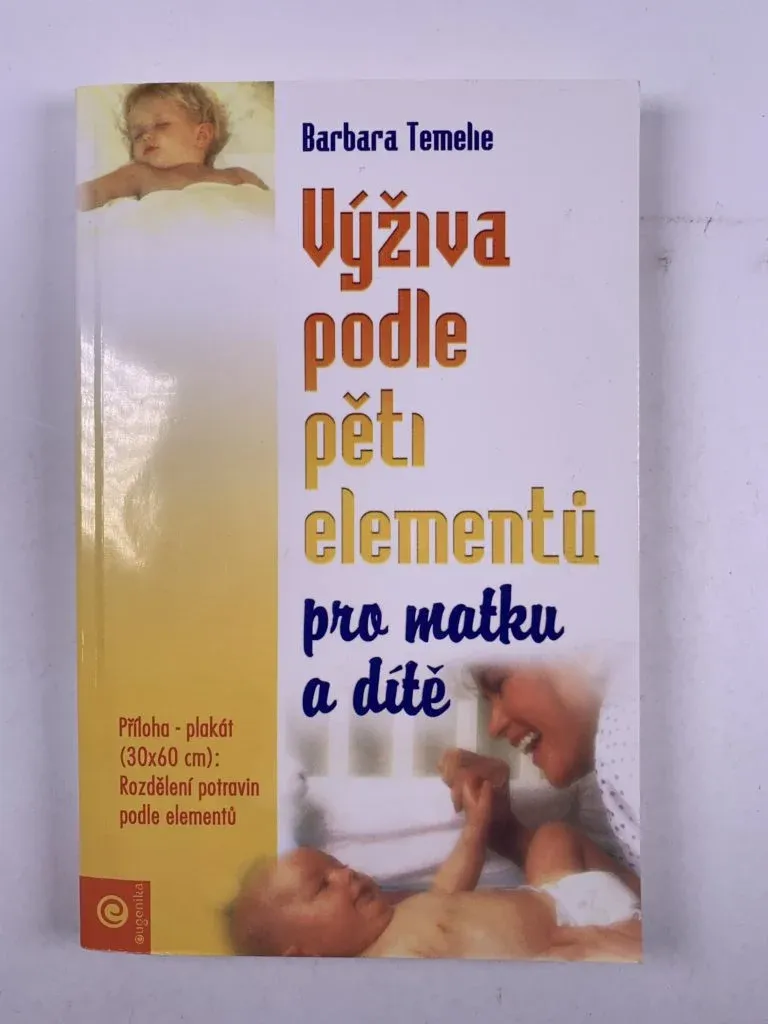 Barbara Temelie
Výživa
podle
pěti
elementů
pro matku
a dítě
Příloha - plakát
(30x60 cm):
Rozdělení potravin
podle elementů
eugenika